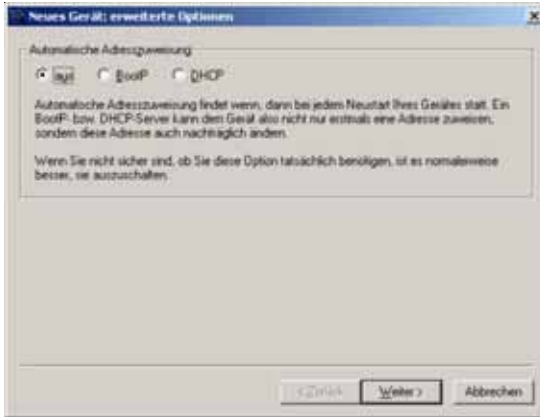 Neues Gerät: erweiterte Optionen
Automatische Adresszuweisung
aus BootP DHCP
Automatische Adresszuweisung findet wenn, dann bei jedem Neustart Ihres Gerätes statt. Ein
BootP- bzw. DHCP-Server kann dem Gerät also nicht nur erstmals eine Adresse zuweisen,
sondern diese Adresse auch nachträglich ändern.
Wenn Sie nicht sicher sind, ob Sie diese Option tatsächlich benötigen, ist es normalerweise
besser, sie auszuschalten.
< Zurück Weiter > Abbrechen